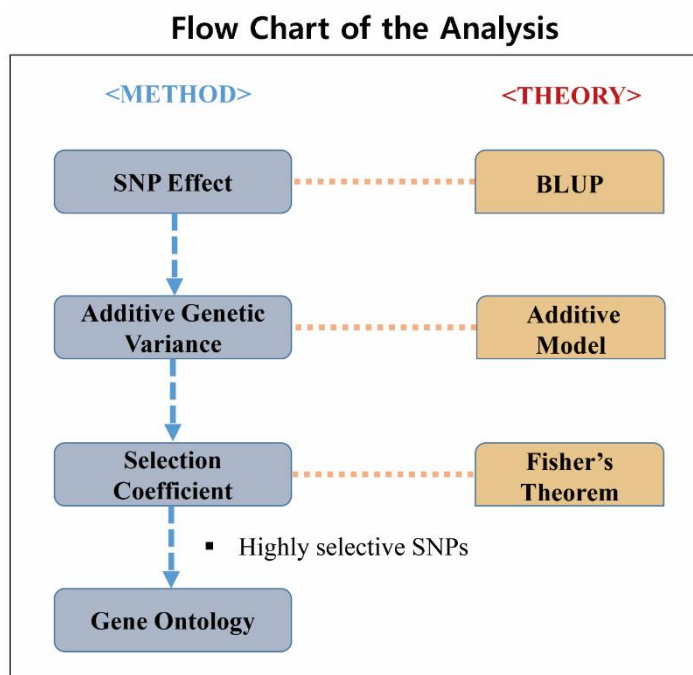 Flow Chart of the Analysis
<METHOD>
<THEORY>
SNP Effect
BLUP
Additive Genetic
Variance
Additive
Model
Selection
Coefficient
Fisher's
Theorem
▪ Highly selective SNPs
Gene Ontology